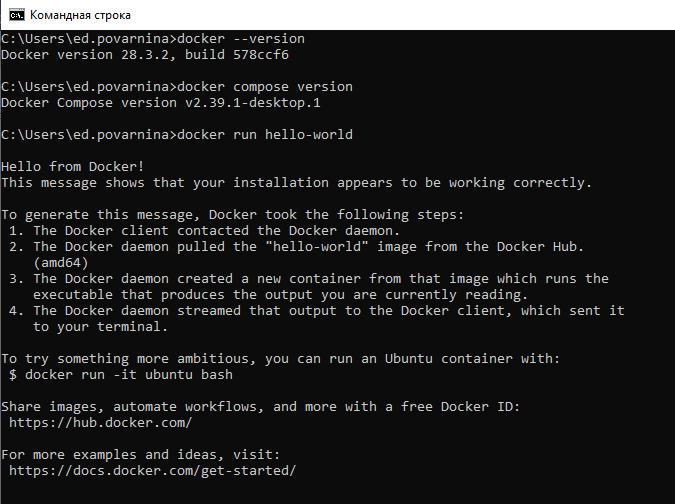 Командная строка
C:\Users\ed.povarnina>docker --version
Docker version 28.3.2, build 578ccf6
C:\Users\ed.povarnina>docker compose version
Docker Compose version v2.39.1-desktop.1
C:\Users\ed.povarnina>docker run hello-world
Hello from Docker!
This message shows that your installation appears to be working correctly.
To generate this message, Docker took the following steps:
 1. The Docker client contacted the Docker daemon.
 2. The Docker daemon pulled the "hello-world" image from the Docker Hub.
    (amd64)
 3. The Docker daemon created a new container from that image which runs the
    executable that produces the output you are currently reading.
 4. The Docker daemon streamed that output to the Docker client, which sent it
    to your terminal.
To try something more ambitious, you can run an Ubuntu container with:
 $ docker run -it ubuntu bash
Share images, automate workflows, and more with a free Docker ID:
 https://hub.docker.com/
For more examples and ideas, visit:
 https://docs.docker.com/get-started/